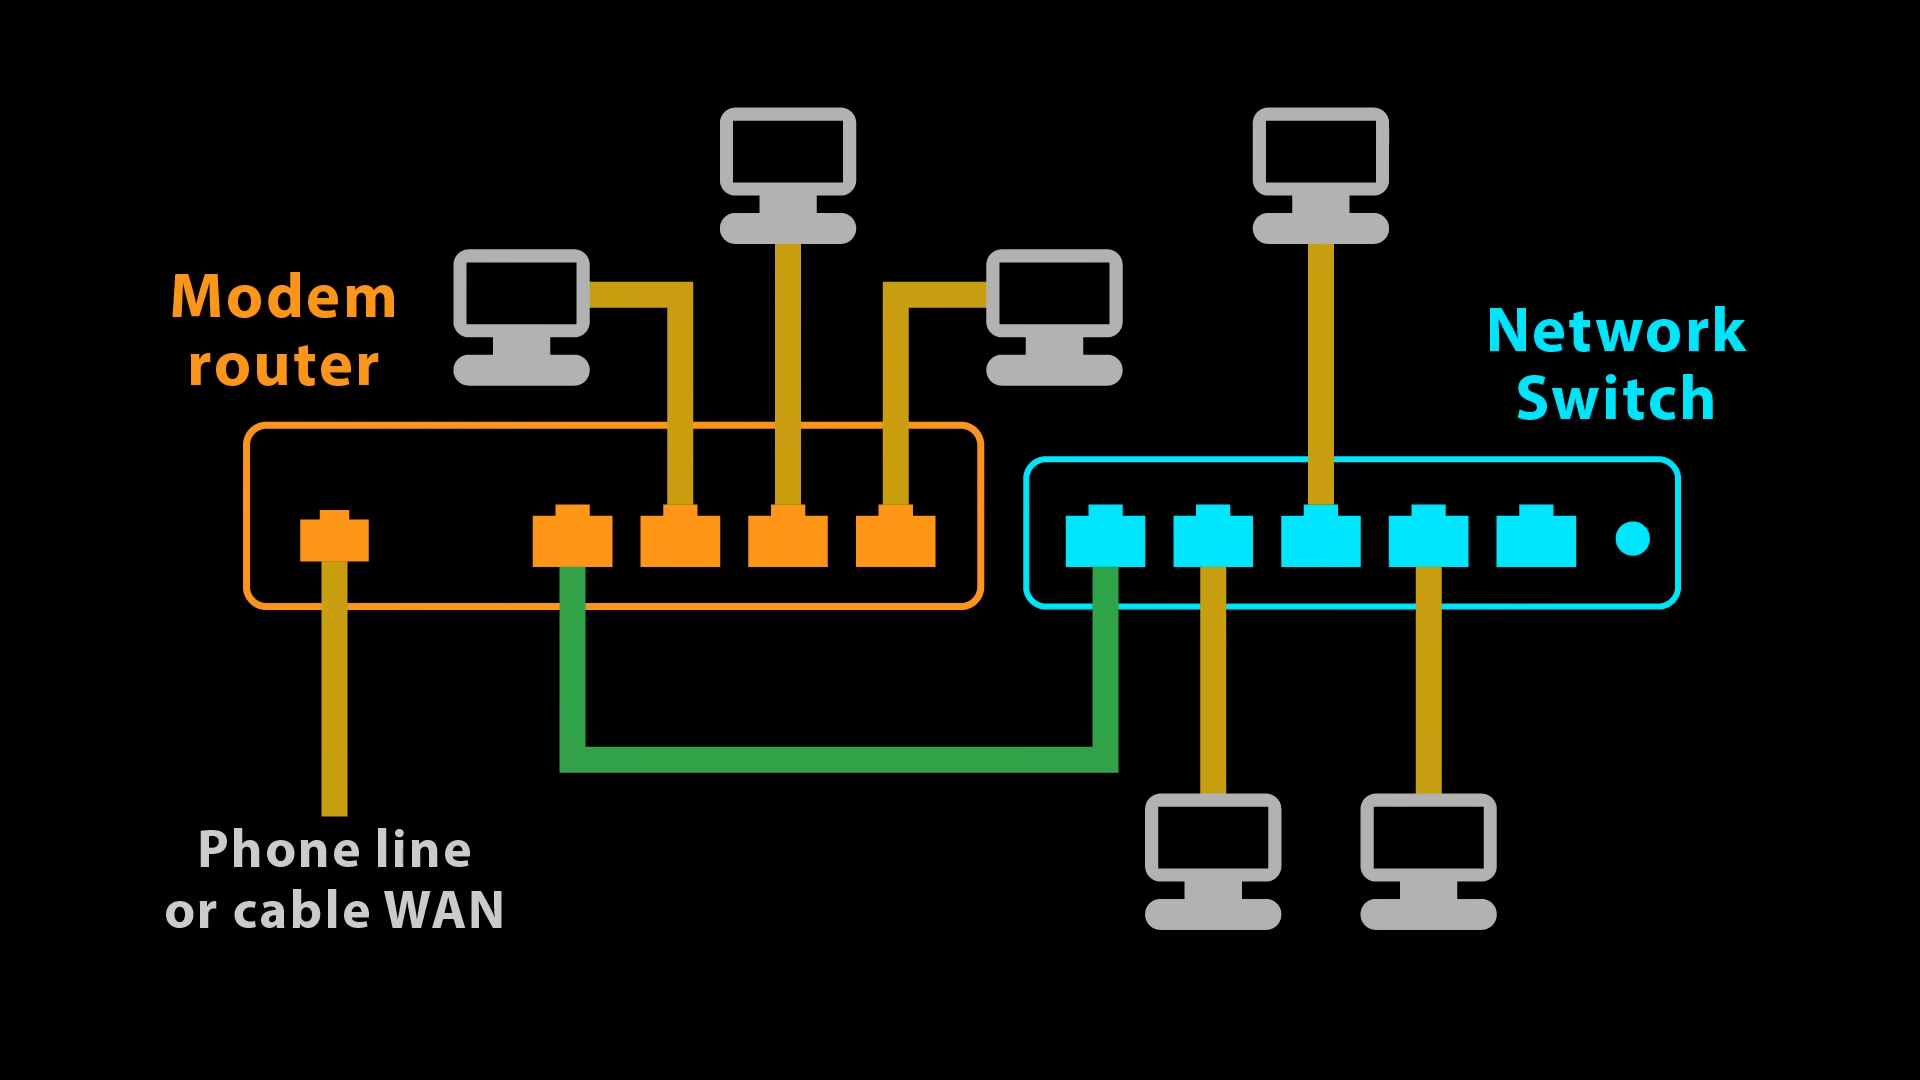 Modem
router
Network
Switch
Phone line
or cable WAN